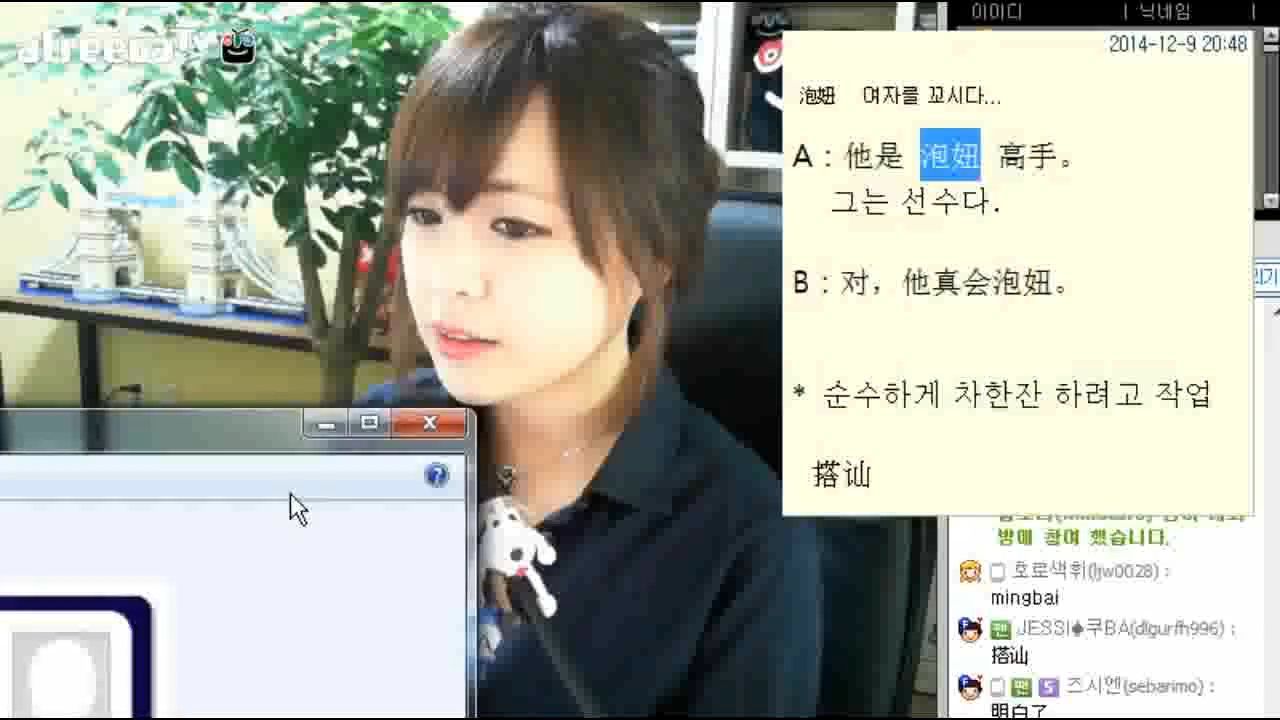 afreecaTV
아이디 | 닉네임 |
2014-12-9 20:48
泡妞 여자를 꼬시다...
A : 他是 泡妞 高手。
그는 선수다.
B : 对，他真会泡妞。
* 순수하게 차한잔 하려고 작업
搭讪
방에 참여 했습니다.
호로색휘(ljw0028) :
mingbai
팬 JESSI♠쿠BA(dlgurfh996) :
搭讪
팬 S 즈시엔(sebarimo) :
明白了